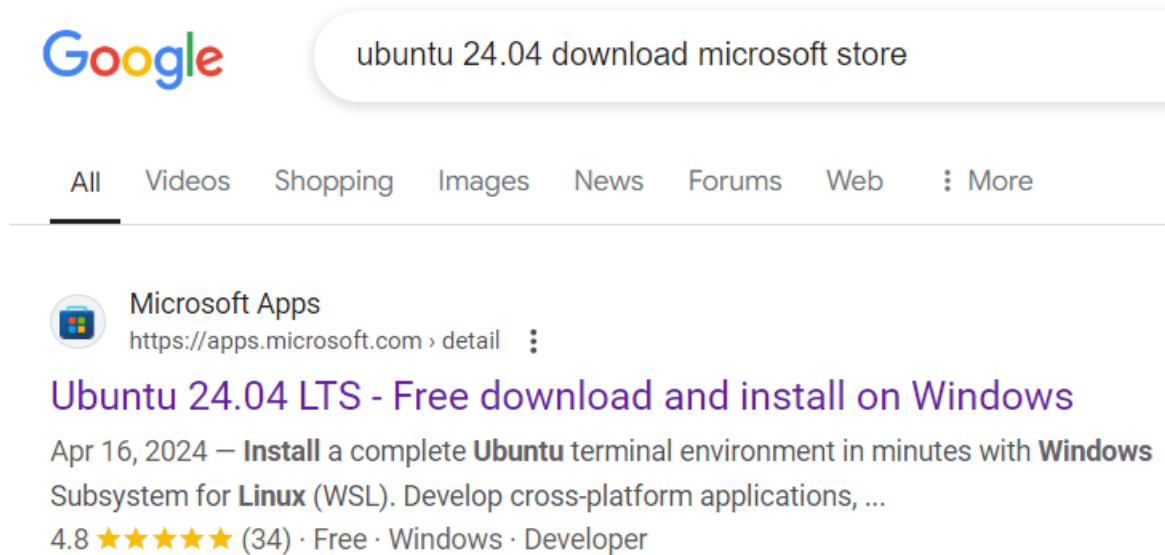 Google
ubuntu 24.04 download microsoft store
All Videos Shopping Images News Forums Web More
Microsoft Apps
https://apps.microsoft.com › detail
Ubuntu 24.04 LTS - Free download and install on Windows
Apr 16, 2024 — Install a complete Ubuntu terminal environment in minutes with Windows
Subsystem for Linux (WSL). Develop cross-platform applications, ...
4.8 ★★★★★ (34) · Free · Windows · Developer